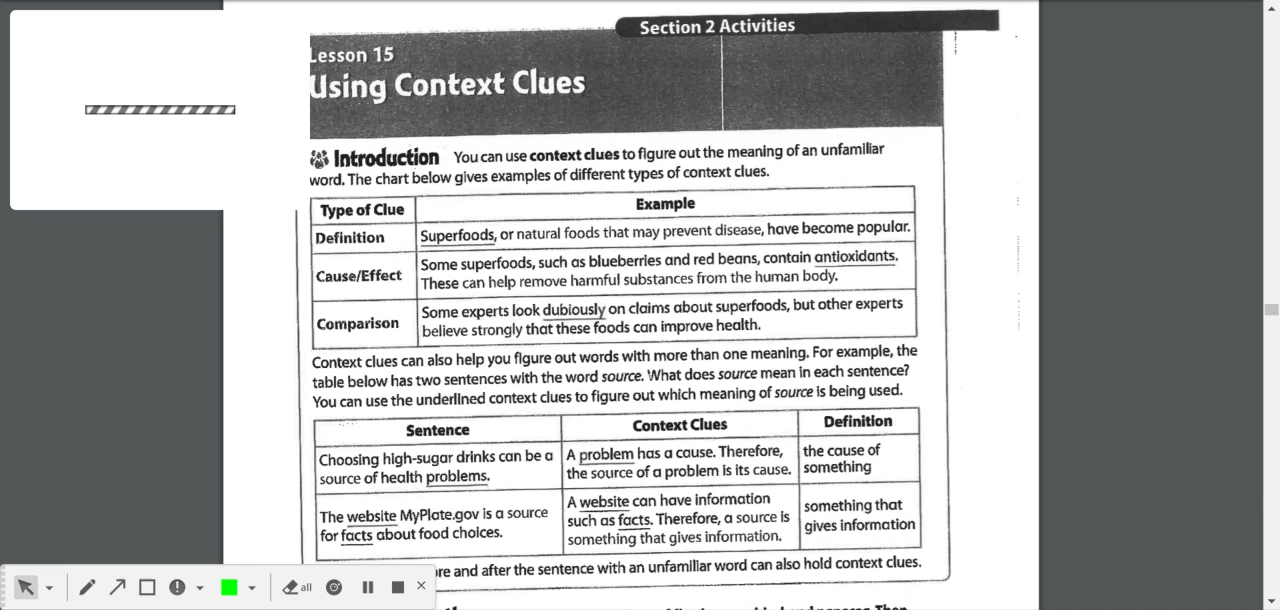 Section 2 Activities
Lesson 15
Using Context Clues
Introduction You can use context clues to figure out the meaning of an unfamiliar
word. The chart below gives examples of different types of context clues.
Type of Clue Example
Definition Superfoods, or natural foods that may prevent disease, have become popular.
Cause/Effect Some superfoods, such as blueberries and red beans, contain antioxidants.
These can help remove harmful substances from the human body.
Comparison Some experts look dubiously on claims about superfoods, but other experts
believe strongly that these foods can improve health.
Context clues can also help you figure out words with more than one meaning. For example, the
table below has two sentences with the word source. What does source mean in each sentence?
You can use the underlined context clues to figure out which meaning of source is being used.
Sentence Context Clues Definition
Choosing high-sugar drinks can be a
source of health problems.
A problem has a cause. Therefore,
the source of a problem is its cause.
the cause of
something
The website MyPlate.gov is a source
for facts about food choices.
A website can have information
such as facts. Therefore, a source is
something that gives information.
something that
gives information
and after the sentence with an unfamiliar word can also hold context clues.
all